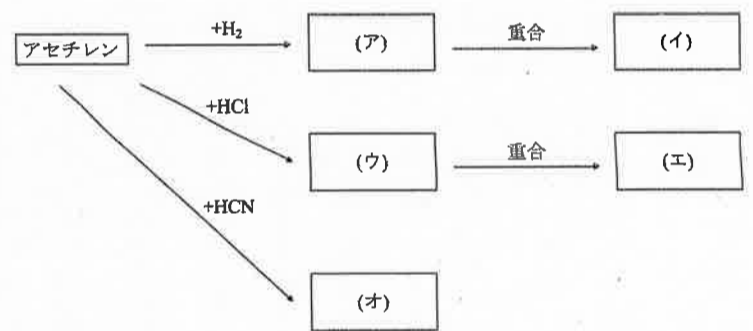 アセチレン
+H₂
(ア)
重合
(イ)
+HCl
(ウ)
重合
(エ)
+HCN
(オ)